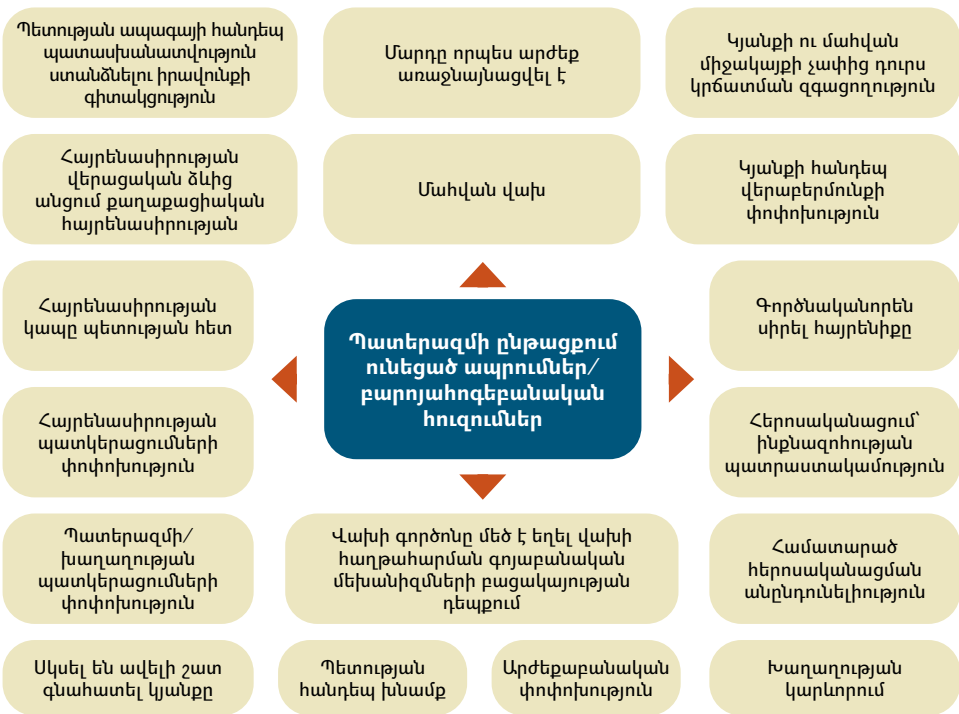 Պետության ապագայի հանդեպ
պատասխանատվություն
ստանձնելու իրավունքի
գիտակցություն
Մարդը որպես արժեք
առաջնայնացվել է
Կյանքի ու մահվան
միջակայքի չափից դուրս
կրճատման զգացողություն
Հայրենասիրության
վերացական ձևից
անցում քաղաքացիական
հայրենասիրության
Մահվան վախ
Կյանքի հանդեպ
վերաբերմունքի
փոփոխություն
Հայրենասիրության
կապը պետության հետ
Պատերազմի ընթացքում
ունեցած ապրումներ/
բարոյահոգեբանական
հուզումներ
Գործնականորեն
սիրել հայրենիքը
Հայրենասիրության
պատկերացումների
փոփոխություն
Հերոսականացում՝
ինքնազոհության
պատրաստակամություն
Պատերազմի/
խաղաղության
պատկերացումների
փոփոխություն
Վախի գործոնը մեծ է եղել վախի
հաղթահարման գոյաբանական
մեխանիզմների բացակայության
դեպքում
Համատարած
հերոսականացման
անընդունելիություն
Սկսել են ավելի շատ
գնահատել կյանքը
Պետության
հանդեպ խնամք
Արժեքաբանական
փոփոխություն
Խաղաղության
կարևորում